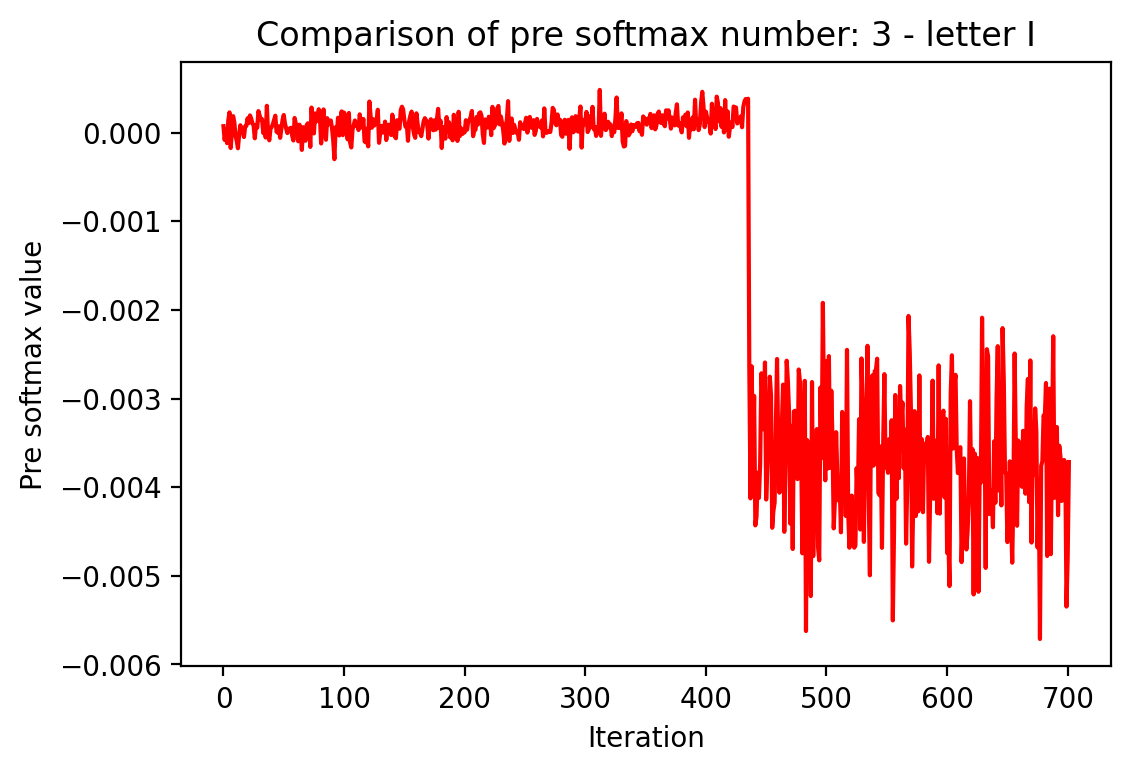 Comparison of pre softmax number: 3 - letter I
0.000
−0.001
−0.002
−0.003
−0.004
−0.005
−0.006
Pre softmax value
0 100 200 300 400 500 600 700
Iteration